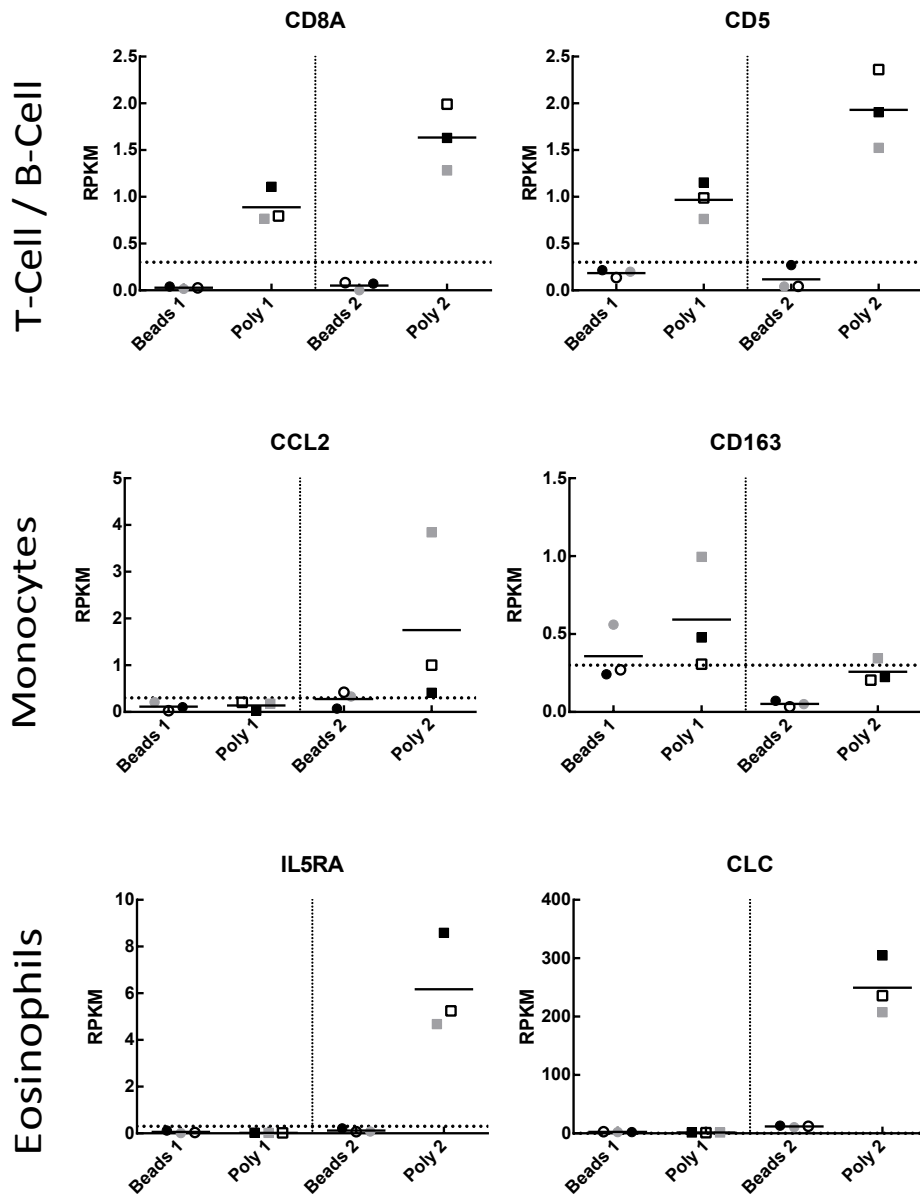 T-Cell / B-Cell
CD8A
RPKM
2.5
2.0
1.5
1.0
0.5
0.0
Beads 1
Poly 1
Beads 2
Poly 2
CD5
RPKM
2.5
2.0
1.5
1.0
0.5
0.0
Beads 1
Poly 1
Beads 2
Poly 2
Monocytes
CCL2
RPKM
5
4
3
2
1
0
Beads 1
Poly 1
Beads 2
Poly 2
CD163
RPKM
1.5
1.0
0.5
0.0
Beads 1
Poly 1
Beads 2
Poly 2
Eosinophils
IL5RA
RPKM
10
8
6
4
2
0
Beads 1
Poly 1
Beads 2
Poly 2
CLC
RPKM
400
300
200
100
0
Beads 1
Poly 1
Beads 2
Poly 2